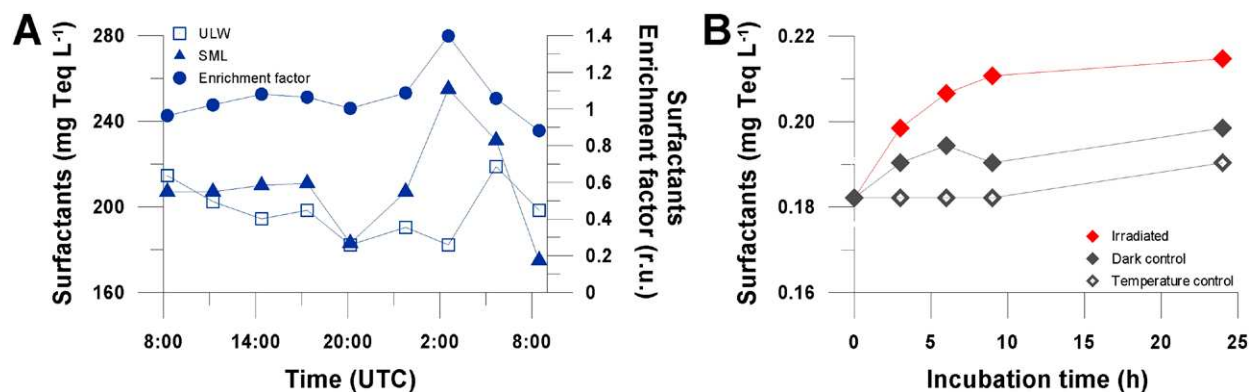 A
Surfactants (mg Teq L-1)
280
240
200
160
ULW
SML
Enrichment factor
1.4
1.2
1
0.8
0.6
0.4
0.2
0
Surfactants
Enrichment factor (r.u.)
8:00 14:00 20:00 2:00 8:00
Time (UTC)
B
Surfactants (mg Teq L-1)
0.22
0.20
0.18
0.16
Irradiated
Dark control
Temperature control
0 5 10 15 20 25
Incubation time (h)